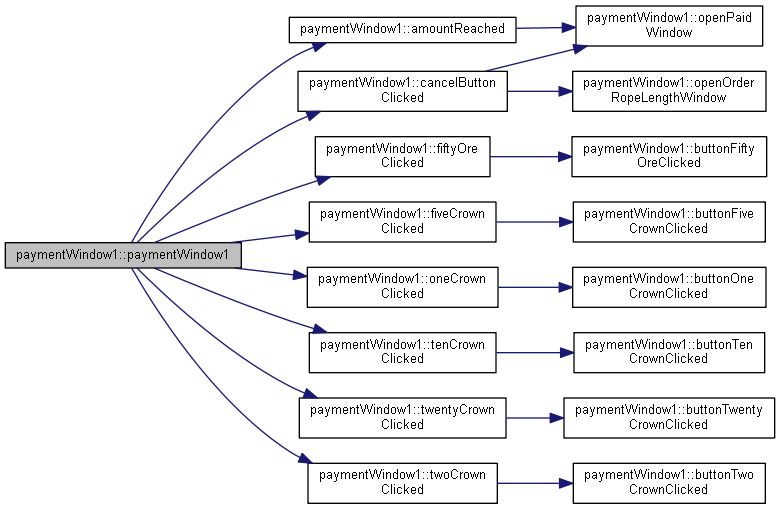 paymentWindow1::paymentWindow1
paymentWindow1::amountReached
paymentWindow1::openPaid
Window
paymentWindow1::cancelButton
Clicked
paymentWindow1::openOrder
RopeLengthWindow
paymentWindow1::fiftyOre
Clicked
paymentWindow1::buttonFifty
OreClicked
paymentWindow1::fiveCrown
Clicked
paymentWindow1::buttonFive
CrownClicked
paymentWindow1::oneCrown
Clicked
paymentWindow1::buttonOne
CrownClicked
paymentWindow1::tenCrown
Clicked
paymentWindow1::buttonTen
CrownClicked
paymentWindow1::twentyCrown
Clicked
paymentWindow1::buttonTwenty
CrownClicked
paymentWindow1::twoCrown
Clicked
paymentWindow1::buttonTwo
CrownClicked